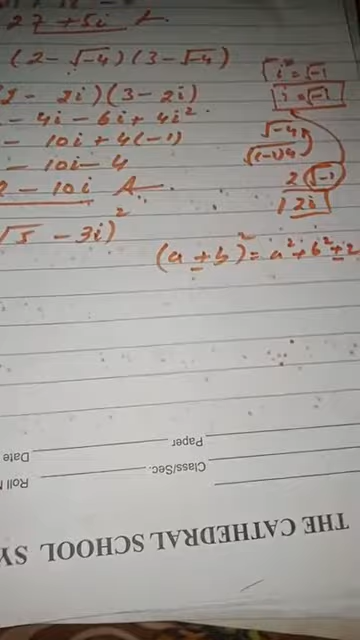 27 + 5i
(2 - √-4) (3 - √-4)
i = √-1
2 - 2i) (3 - 2i)
i = √-1
- 4i - 6i + 4i²
√-4
- 10i + 4(-1)
√(-1)4
- 10i - 4
2√-1
2 - 10i A
2i
√5 - 3i)²
(a ± b)² = a² + b² ± 2
Date
Paper
Roll N
Class/Sec.
THE CATHEDRAL SCHOOL SY